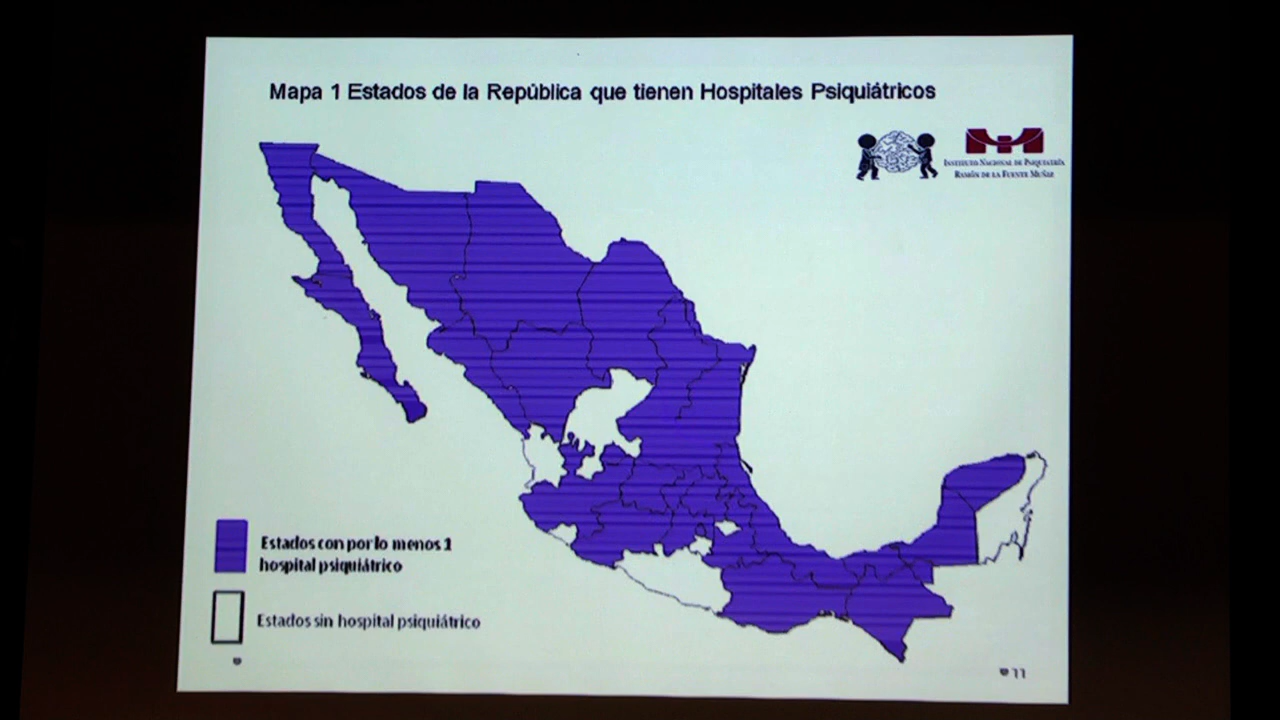 Mapa 1 Estados de la República que tienen Hospitales Psiquiátricos
INSTITUTO NACIONAL DE PSIQUIATRÍA
RAMÓN DE LA FUENTE MUÑIZ
Estados con por lo menos 1
hospital psiquiátrico
Estados sin hospital psiquiátrico
11